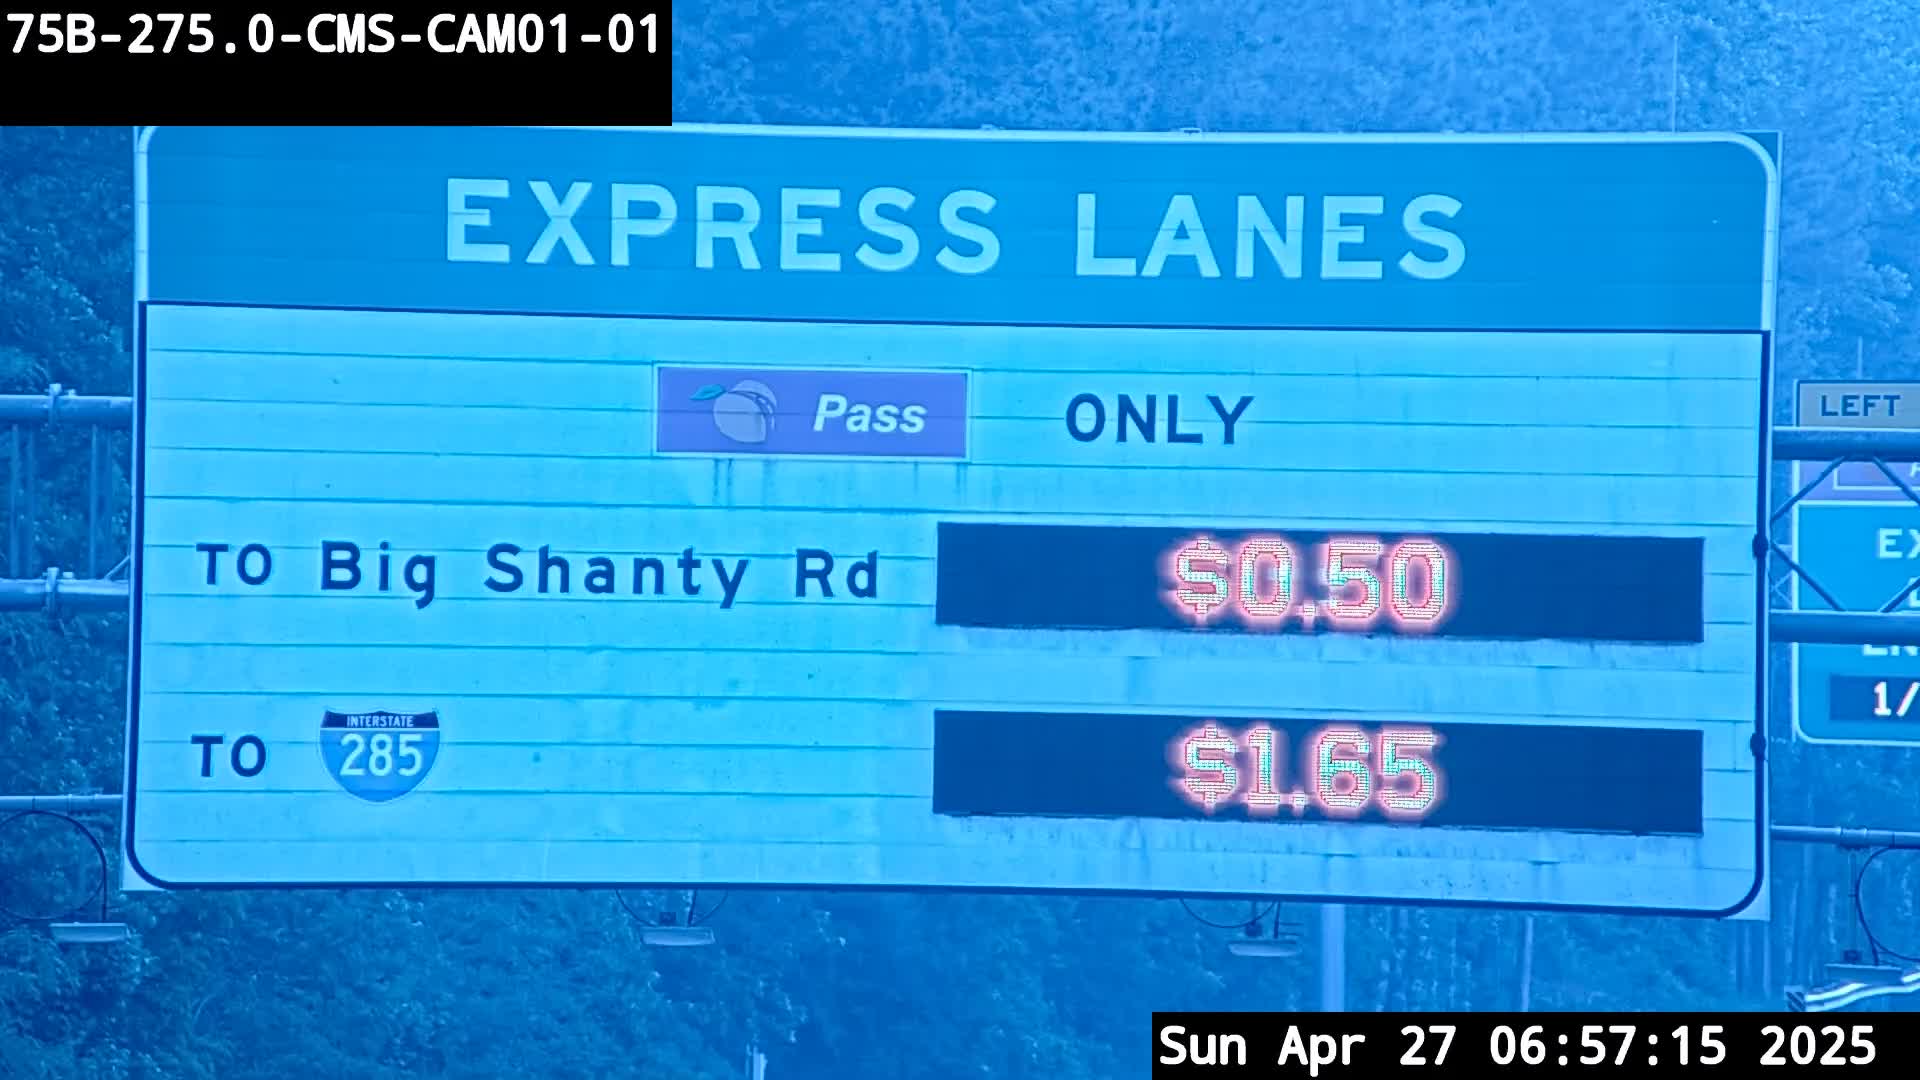 75B-275.0-CMS-CAM01-01
EXPRESS LANES
Pass ONLY
TO Big Shanty Rd $0.50
TO INTERSTATE 285 $1.65
LEFT
1/
Sun Apr 27 06:57:15 2025